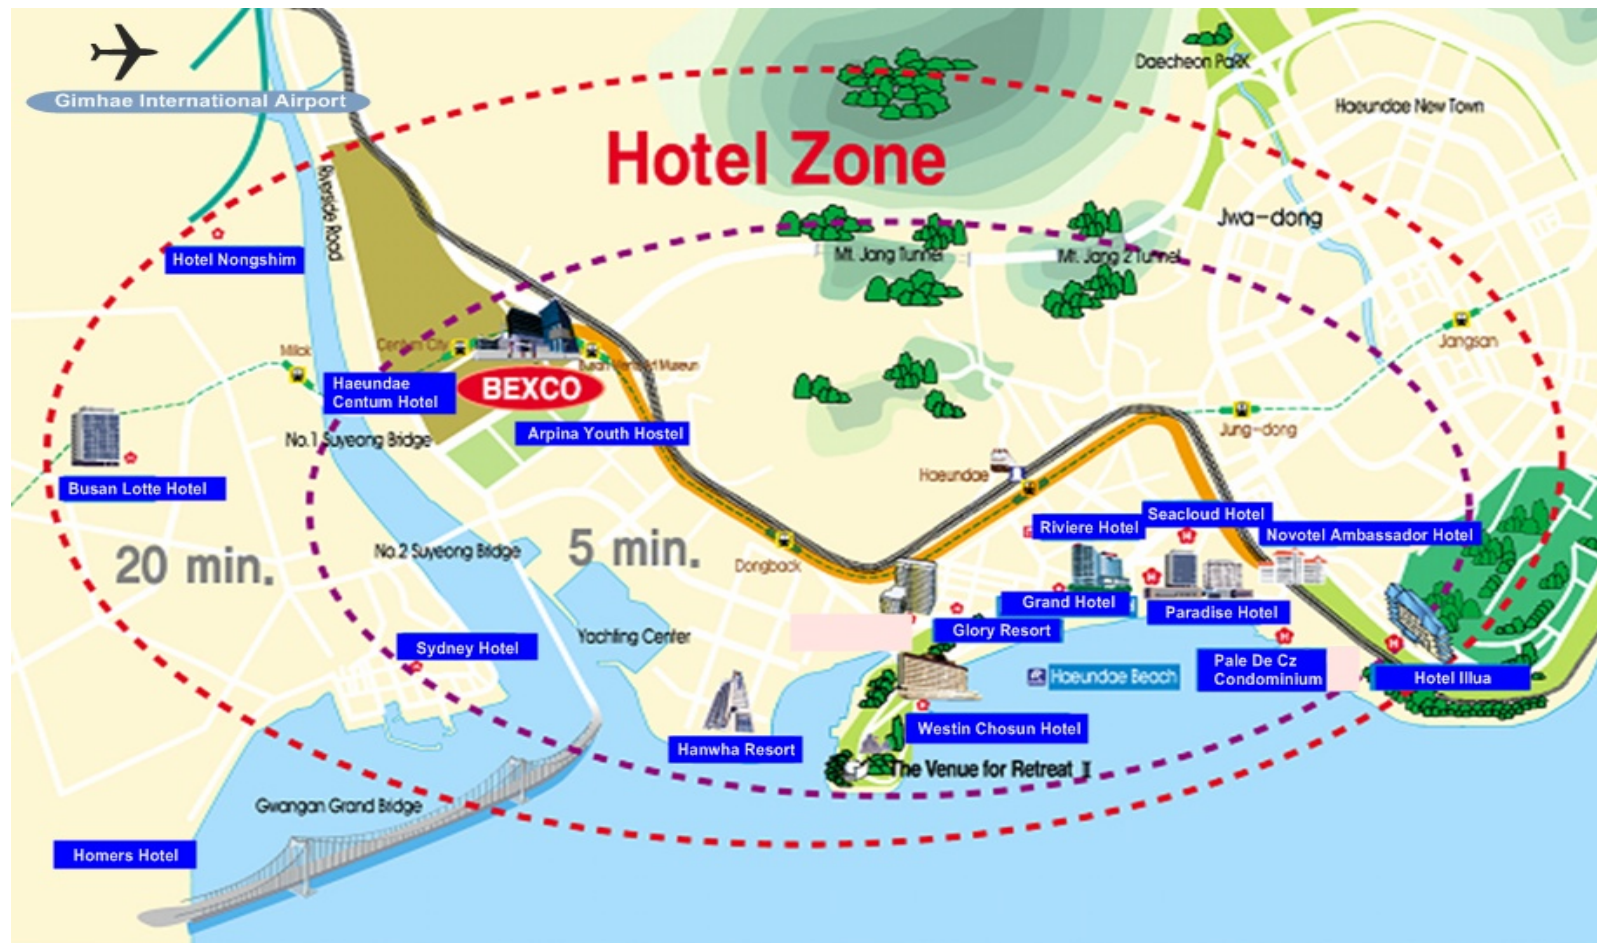 Gimhae International Airport
Daecheon PaRK
Haeundae New Town
Hotel Zone
Riverside Road
Jwa-dong
Hotel Nongshim
Mt. Jang Tunnel
Mt. Jang 2 Tunnel
Jangsan
Millak
Centum City
Haeundae
Centum Hotel
BEXCO
Arpina Youth Hostel
No.1 Suyeong Bridge
Jung-dong
Haeundae
Busan Lotte Hotel
20 min.
No.2 Suyeong Bridge
5 min.
Dongback
Riviere Hotel
Seacloud Hotel
Novotel Ambassador Hotel
Grand Hotel
Paradise Hotel
Glory Resort
Yachting Center
Sydney Hotel
Haeundae Beach
Pale De Cz
Condominium
Hotel Illua
Westin Chosun Hotel
Hanwha Resort
The Venue for Retreat II
Gwangan Grand Bridge
Homers Hotel